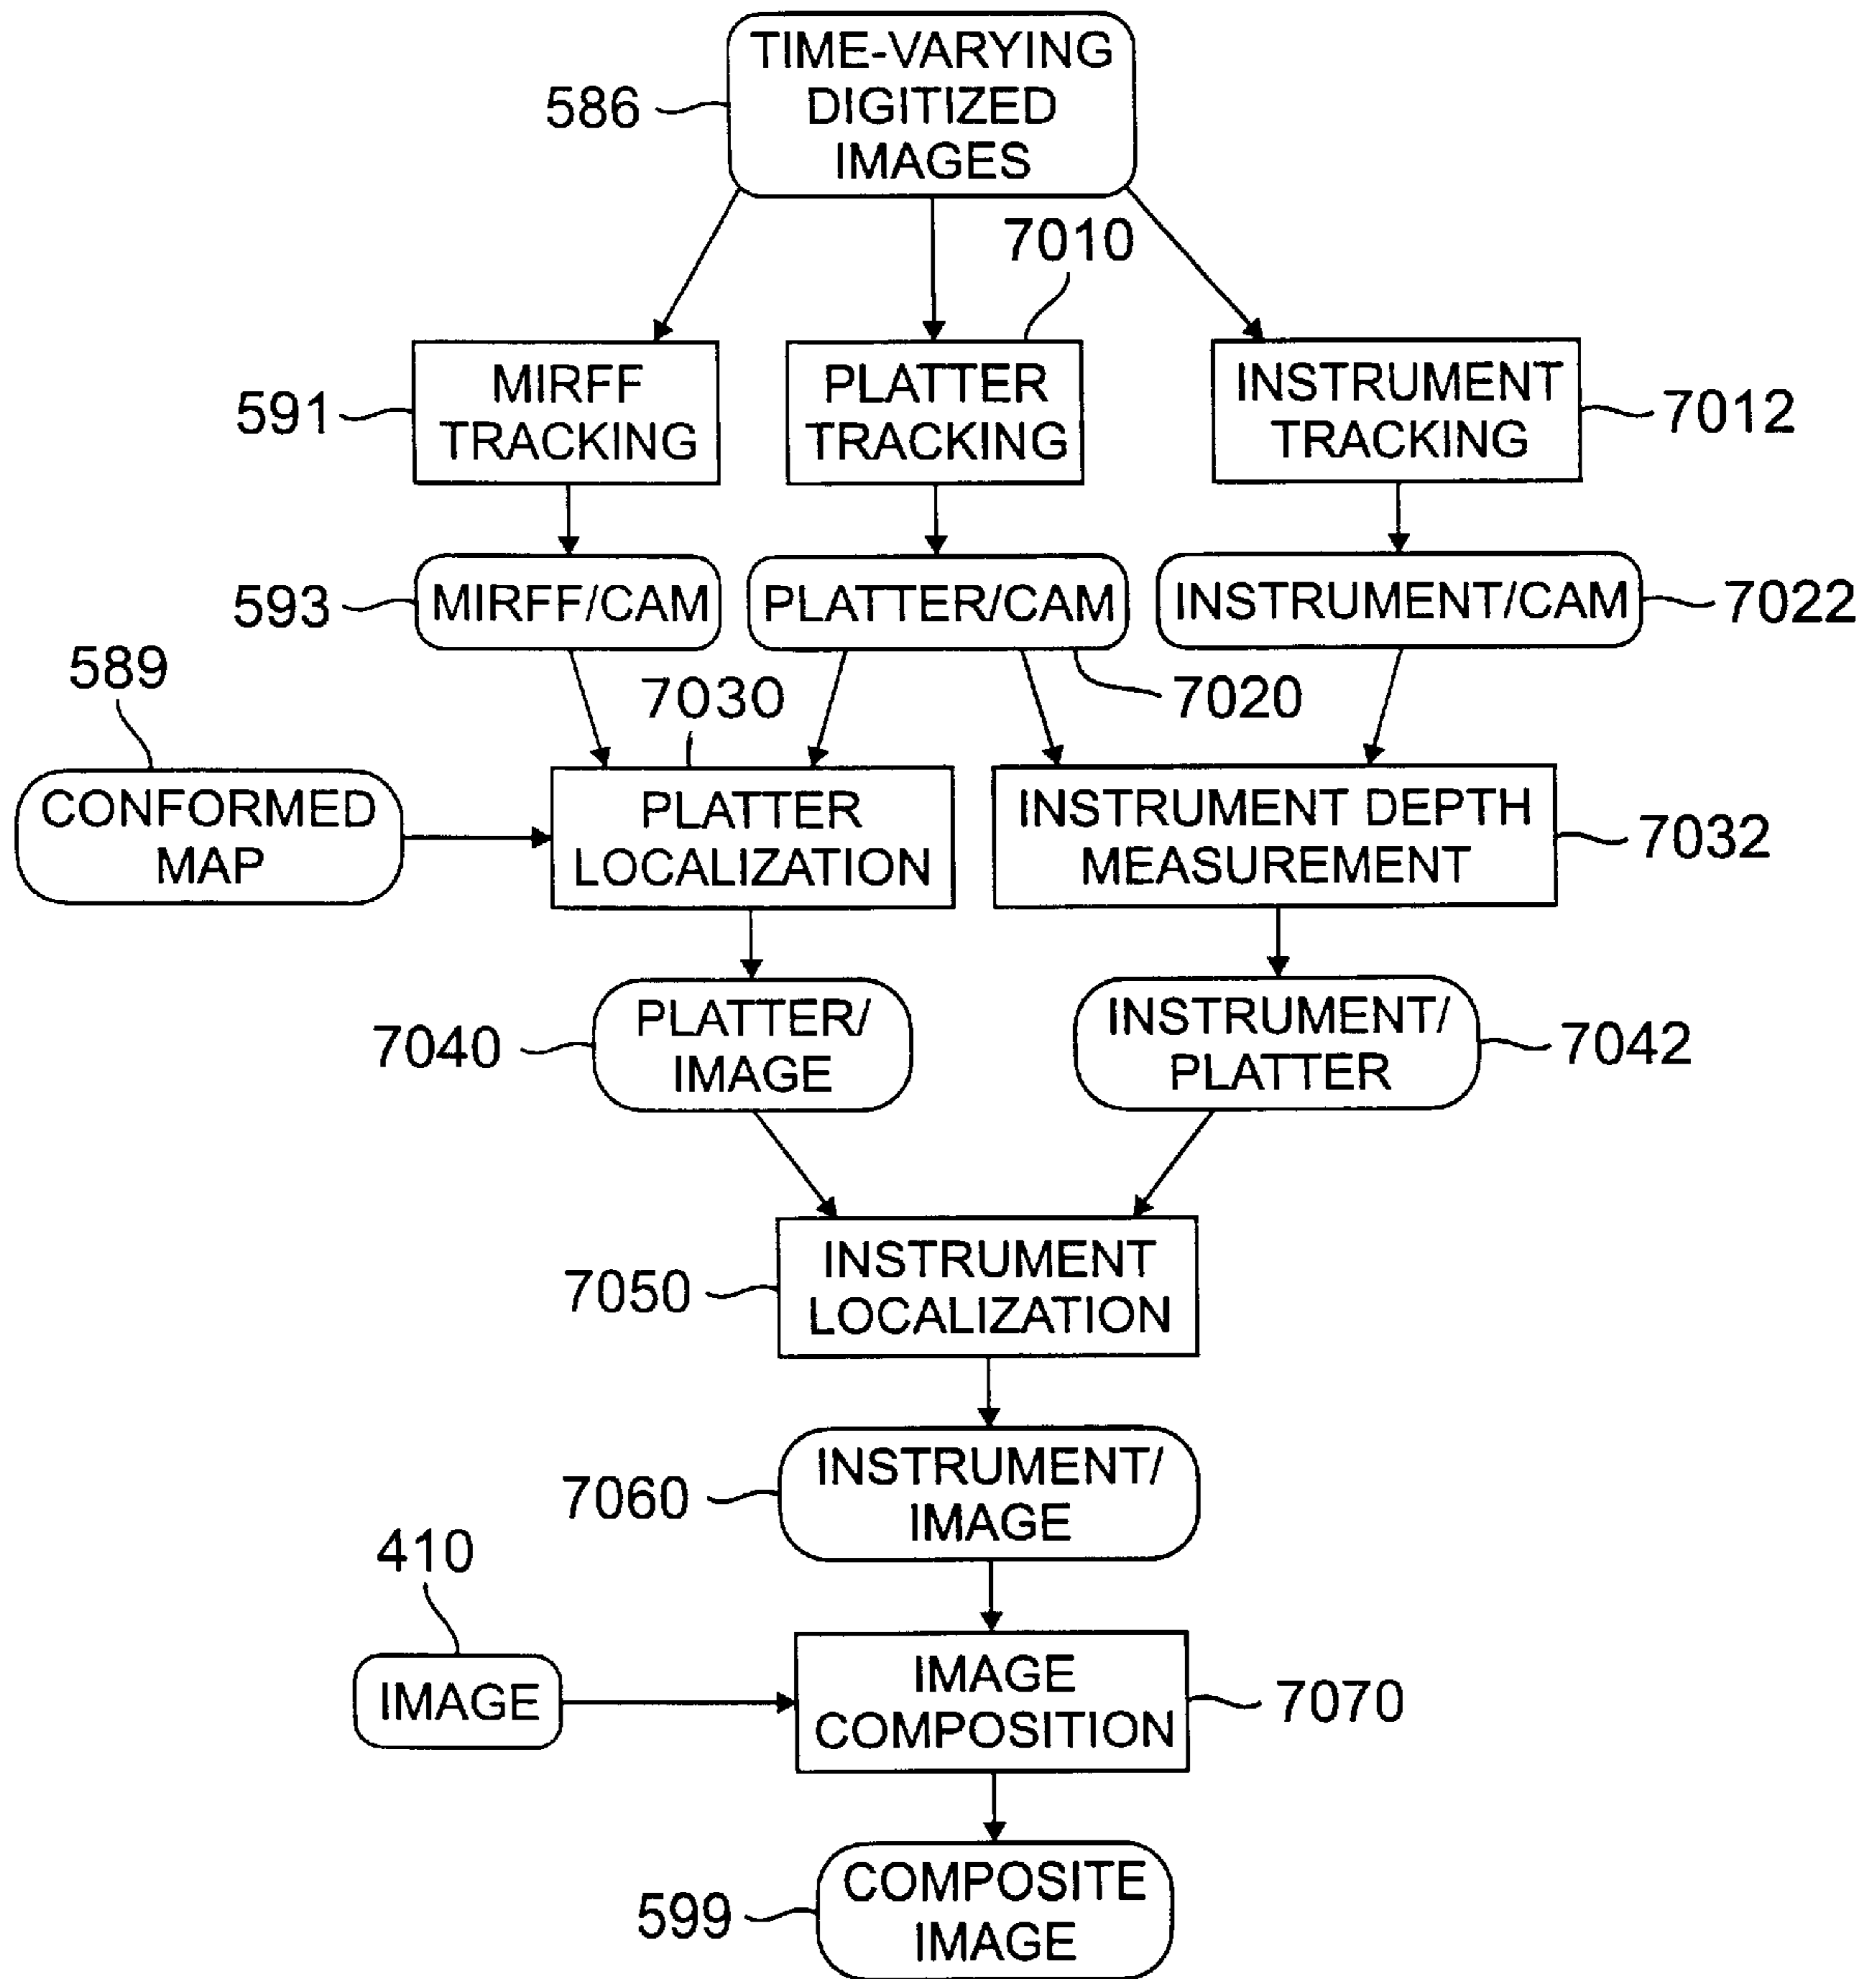 TIME-VARYING
DIGITIZED
IMAGES
586
7010
MIRFF
TRACKING
591
PLATTER
TRACKING
INSTRUMENT
TRACKING
7012
593
MIRFF/CAM
PLATTER/CAM
INSTRUMENT/CAM
7022
589
7030
7020
CONFORMED
MAP
PLATTER
LOCALIZATION
INSTRUMENT DEPTH
MEASUREMENT
7032
7040
PLATTER/
IMAGE
INSTRUMENT/
PLATTER
7042
7050
INSTRUMENT
LOCALIZATION
7060
INSTRUMENT/
IMAGE
410
IMAGE
IMAGE
COMPOSITION
7070
599
COMPOSITE
IMAGE